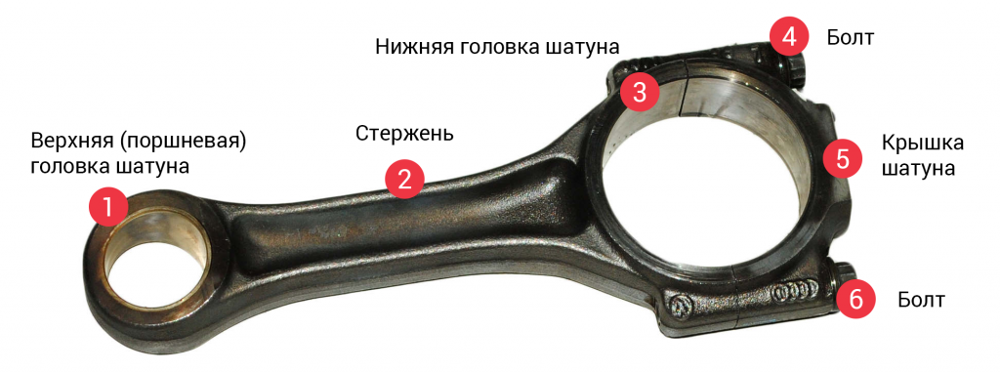 Нижняя головка шатуна
4
Болт
3
Верхняя (поршневая)
головка шатуна
Стержень
Крышка
шатуна
5
2
1
6
Болт